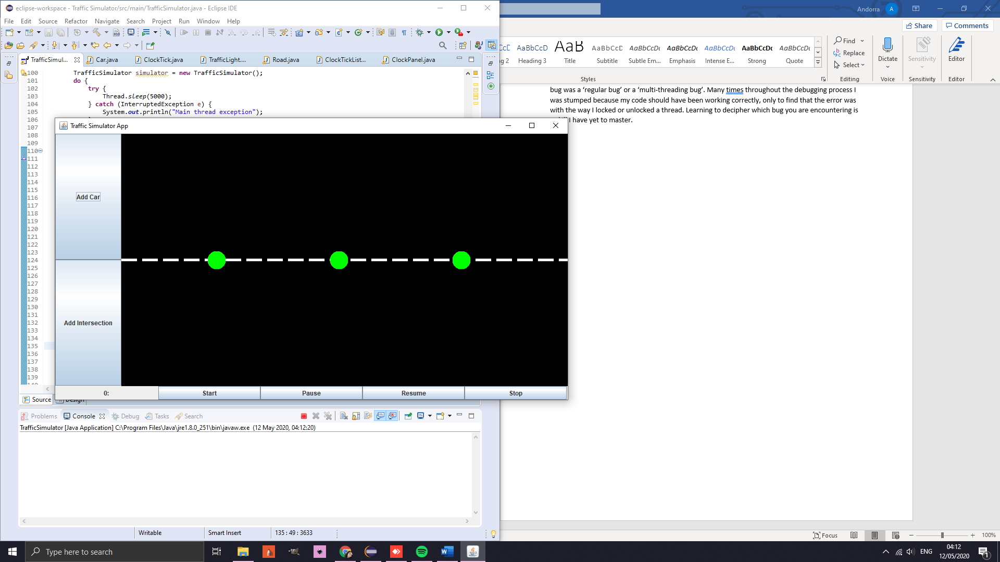 eclipse-workspace - Traffic Simulator/src/main/TrafficSimulator.java - Eclipse IDE
File Edit Source Refactor Navigate Search Project Run Window Help
TrafficSimul... Car.java ClockTick.java TrafficLight.... Road.java ClockTickList... ClockPanel.java
100 TrafficSimulator simulator = new TrafficSimulator();
101 do {
102 try {
103 Thread.sleep(5000);
104 } catch (InterruptedException e) {
105 System.out.println("Main thread exception");
106
107
108
109
110
111
112
113
114
115
116
117
118
119
120
121
122
123
124
125
126
127
128
129
130
131
132
133
134
135
136
137
138
139
Traffic Simulator App
Add Car
Add Intersection
0: Start Pause Resume Stop
Source Design
Problems Console Debug Tasks Search
TrafficSimulator [Java Application] C:\Program Files\Java\jre1.8.0_251\bin\javaw.exe (12 May 2020, 04:12:20)
Writable Smart Insert 135 : 49 : 3633
Andorra A
Share Comments
AaBbCcD AaB AaBbCcD AaBbCcDc AaBbCcDc AaBbCcDc AaBbCcDc AaBbCcDc
ng 2 Heading 3 Title Subtitle Subtle Em... Emphasis Intense E... Strong Quote
Styles
Find
Replace
Select
Editing
Dictate
Voice
Sensitivity
Sensitivity
Editor
Editor
bug was a ‘regular bug’ or a ‘multi-threading bug’. Many times throughout the debugging process I
was stumped because my code should have been working correctly, only to find that the error was
with the way I locked or unlocked a thread. Learning to decipher which bug you are encountering is
I have yet to master.
Focus 100%
Type here to search
ENG
04:12
12/05/2020
1